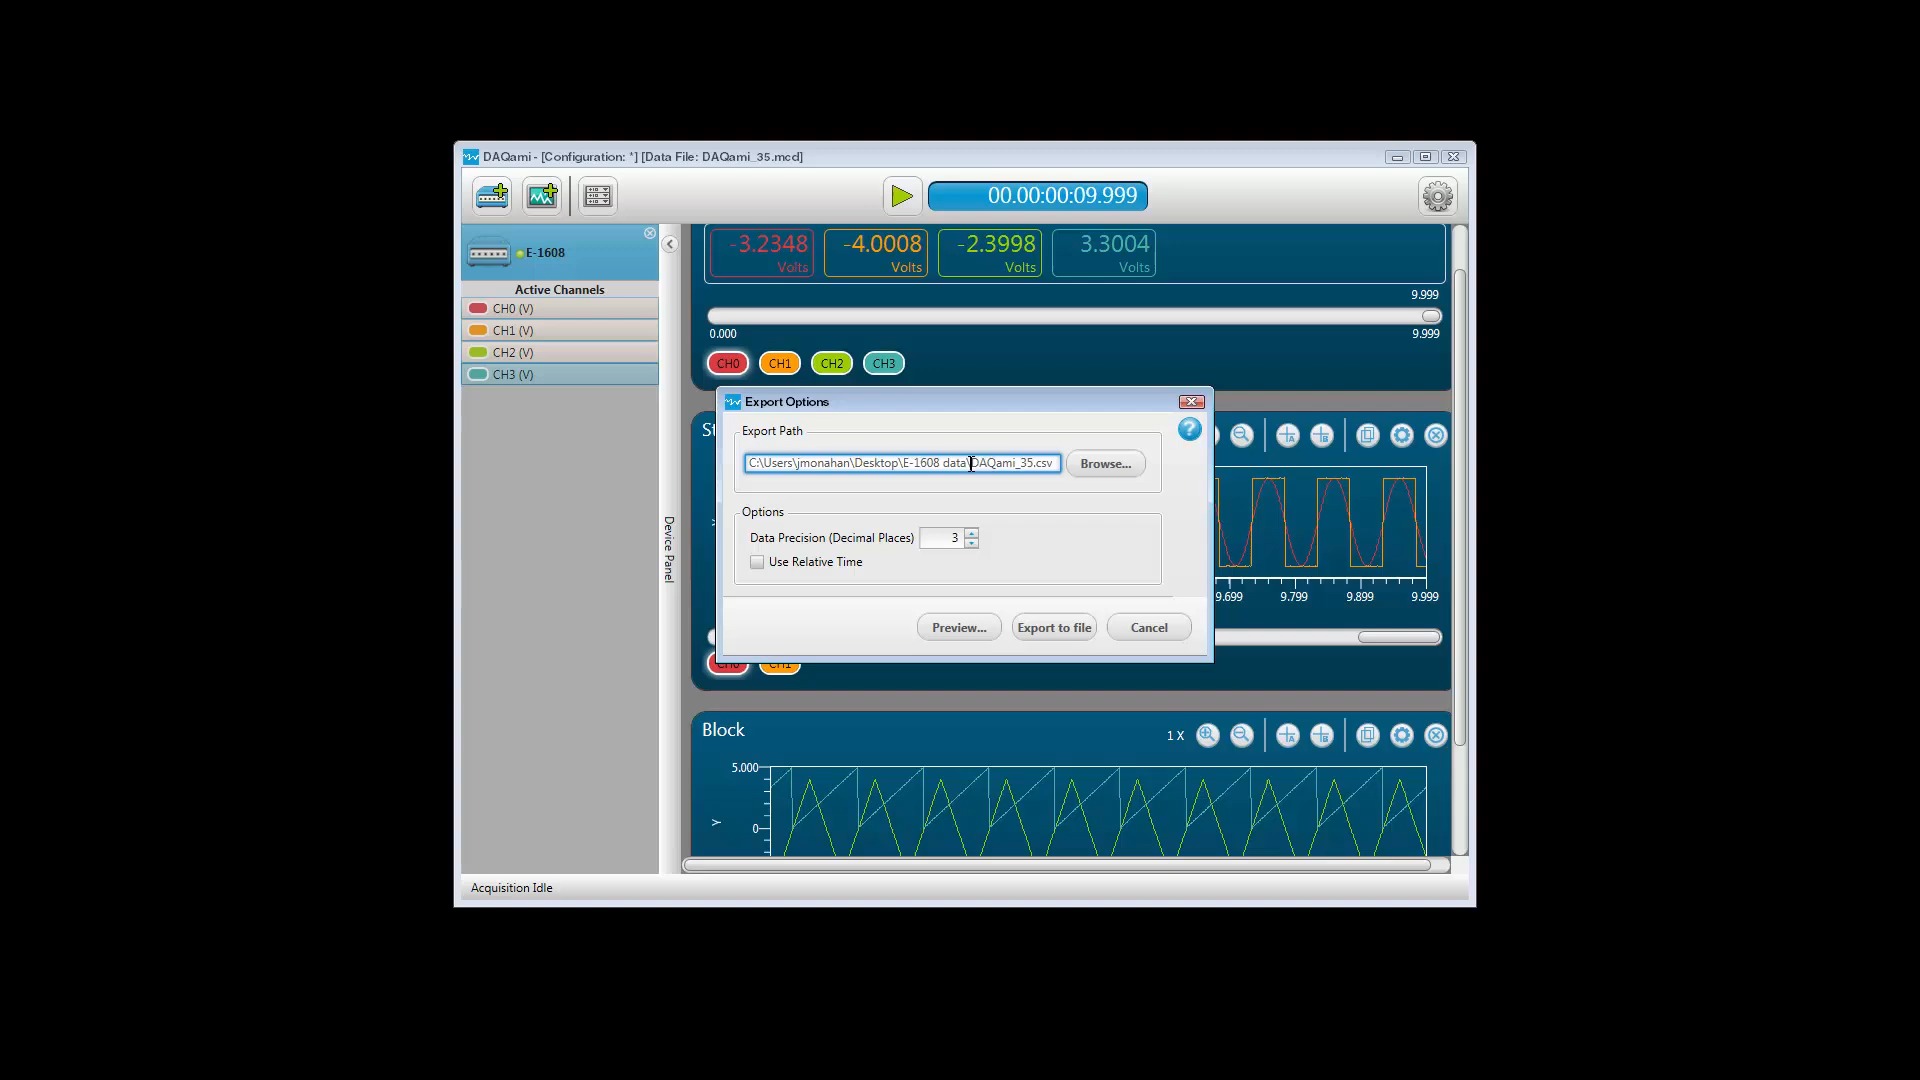 DAQami - [Configuration: *] [Data File: DAQami_35.mcd]
00.00:00:09.999
E-1608
Active Channels
CH0 (V)
CH1 (V)
CH2 (V)
CH3 (V)
Device Panel
-3.2348 Volts
-4.0008 Volts
-2.3998 Volts
3.3004 Volts
9.999
0.000
9.999
CH0 CH1 CH2 CH3
St
Export Options
Export Path
C:\Users\jmonahan\Desktop\E-1608 data\DAQami_35.csv
Browse...
?
Options
Data Precision (Decimal Places) 3
Use Relative Time
Preview... Export to file Cancel
A B
9.699 9.799 9.899 9.999
CH0 CH1
Block
1 X
A B
5.000
0
Y
Acquisition Idle